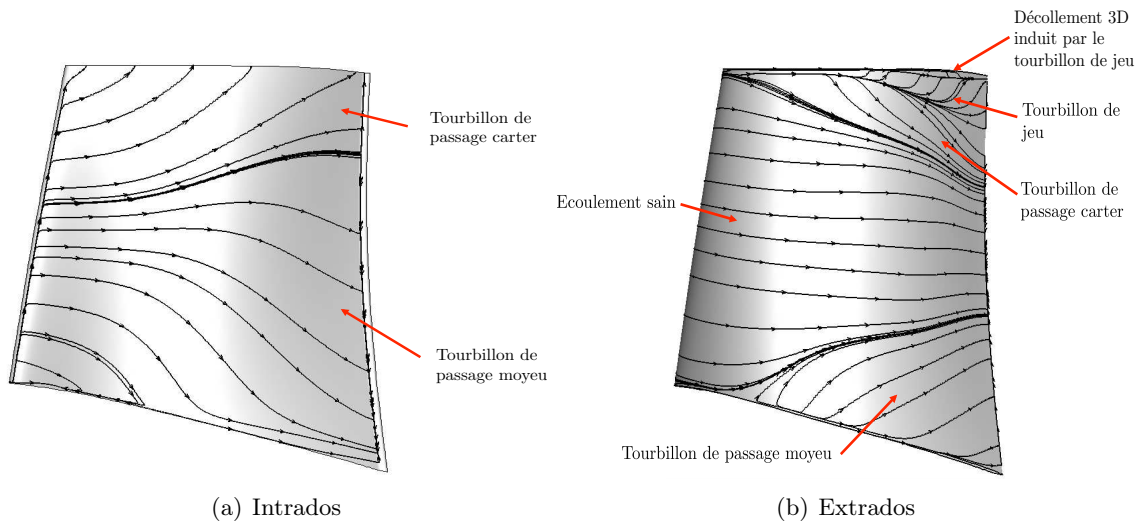 Décollement 3D
induit par le
tourbillon de jeu
Tourbillon de
passage carter
Tourbillon de
jeu
Ecoulement sain
Tourbillon de
passage carter
Tourbillon de
passage moyeu
Tourbillon de passage moyeu
(a) Intrados
(b) Extrados